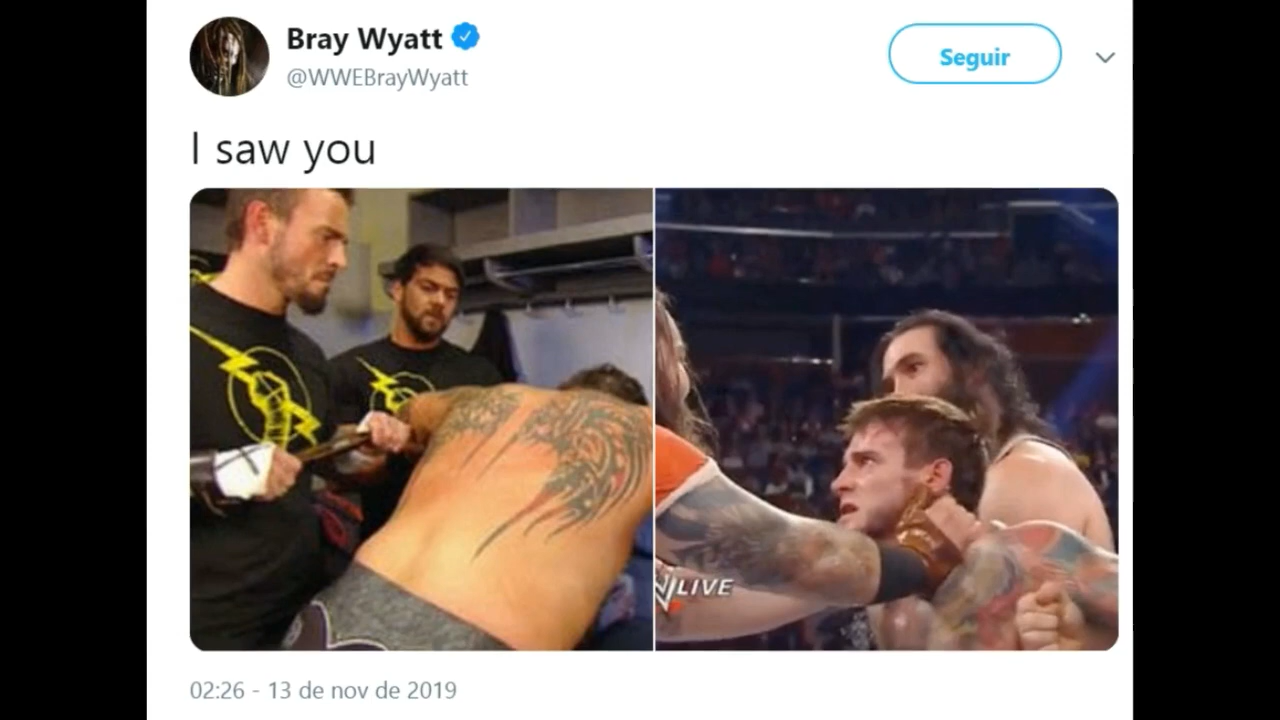 Bray Wyatt
@WWEBrayWyatt
Seguir
I saw you
LIVE
02:26 - 13 de nov de 2019